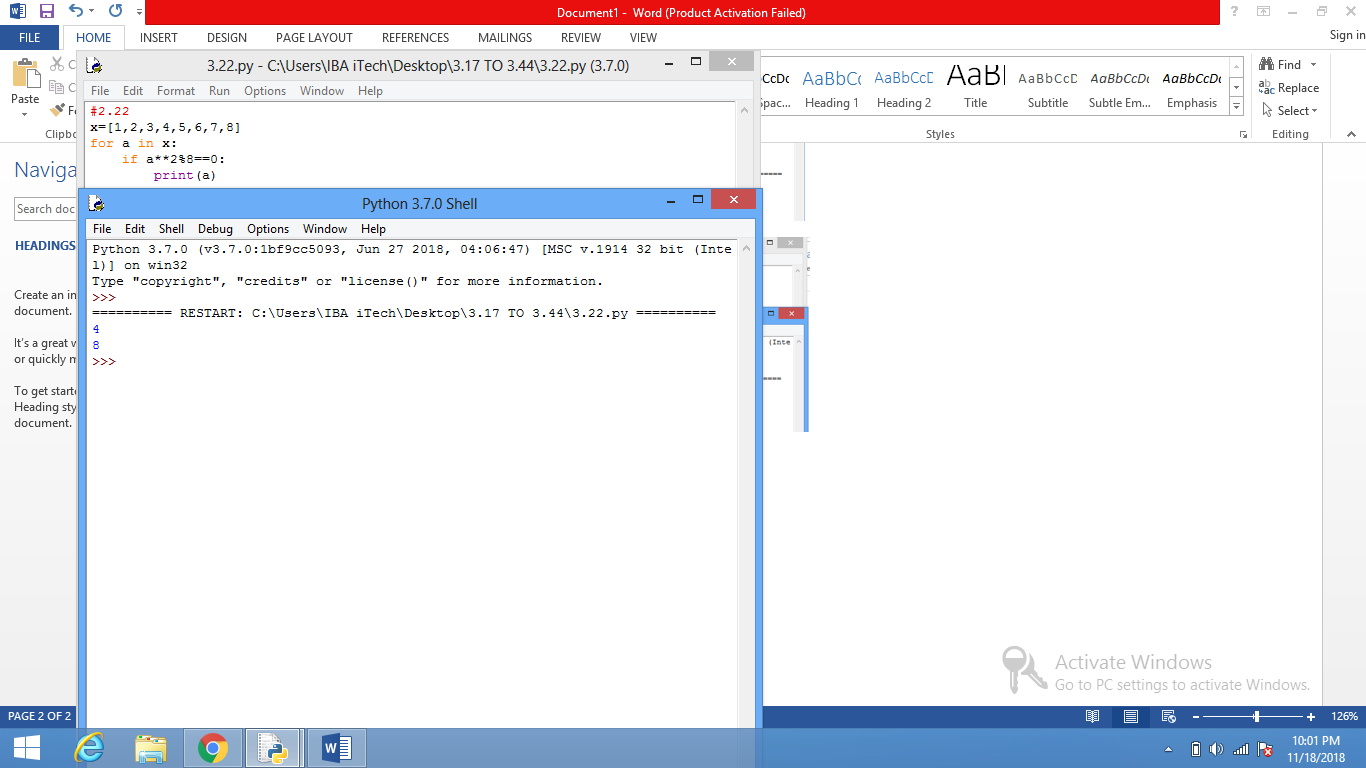 Document1 - Word (Product Activation Failed)
FILE HOME INSERT DESIGN PAGE LAYOUT REFERENCES MAILINGS REVIEW VIEW Sign in
Paste
Clipb
AaBbCc AaBbCcD AaBl AaBbCcD AaBbCcDc AaBbCcDc
Heading 1 Heading 2 Title Subtitle Subtle Em... Emphasis
Styles
Find
Replace
Select
Editing
3.22.py - C:\Users\IBA iTech\Desktop\3.17 TO 3.44\3.22.py (3.7.0)
File Edit Format Run Options Window Help
#2.22
x=[1,2,3,4,5,6,7,8]
for a in x:
    if a**2%8==0:
        print(a)
Naviga
Search doc
HEADINGS
Create an in
document.
It's a great w
or quickly m
To get starte
Heading sty
document.
Python 3.7.0 Shell
File Edit Shell Debug Options Window Help
Python 3.7.0 (v3.7.0:1bf9cc5093, Jun 27 2018, 04:06:47) [MSC v.1914 32 bit (Inte
l)] on win32
Type "copyright", "credits" or "license()" for more information.
>>>
========== RESTART: C:\Users\IBA iTech\Desktop\3.17 TO 3.44\3.22.py ==========
4
8
>>>
(Inte
Activate Windows
Go to PC settings to activate Windows.
PAGE 2 OF 2 126%
10:01 PM
11/18/2018